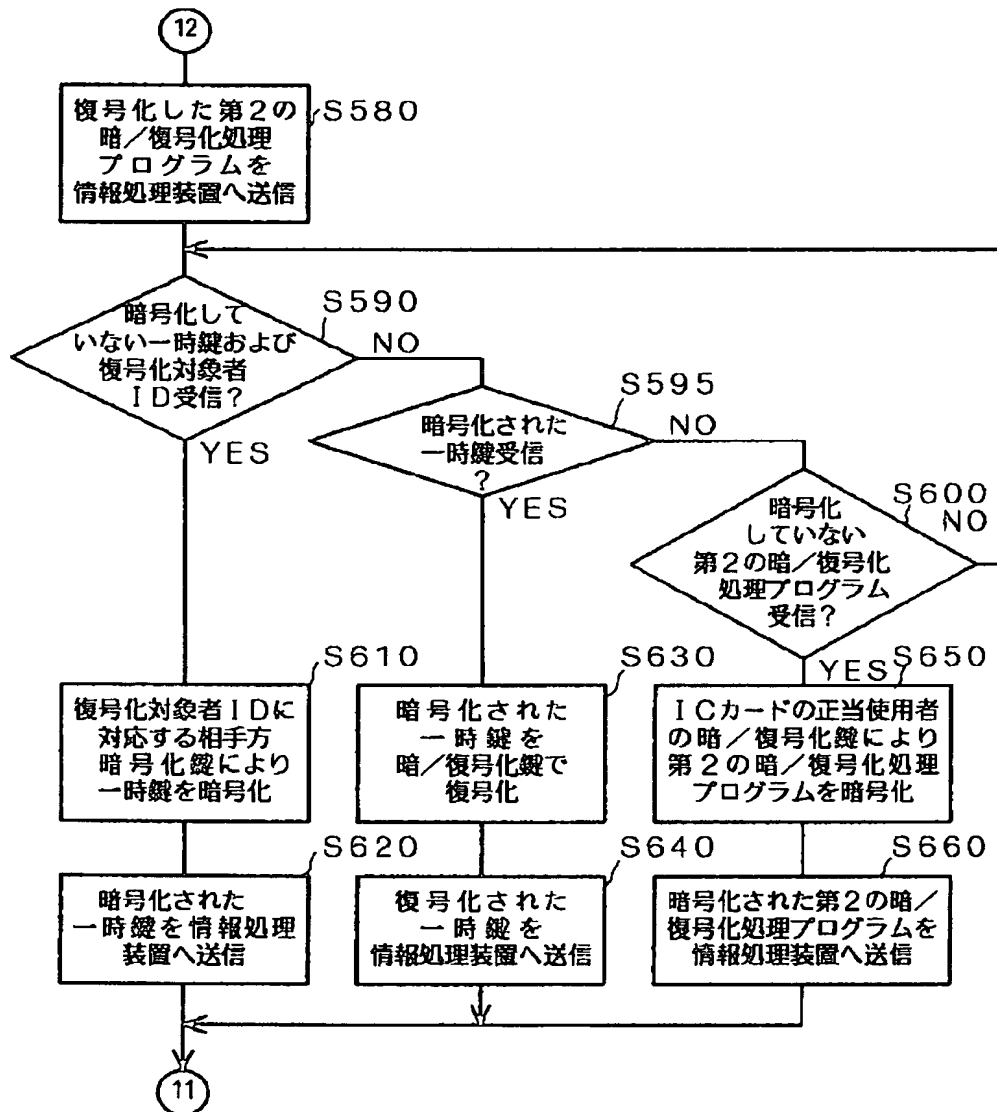 12
復号化した第2の
暗／復号化処理
プログラムを
情報処理装置へ送信
S580
暗号化して
いない一時鍵および
復号化対象者
ＩＤ受信？
S590
NO
YES
暗号化された
一時鍵受信
？
S595
NO
YES
暗号化
していない
第2の暗／復号化
処理プログラム
受信？
S600
NO
YES
S610
復号化対象者ＩＤに
対応する相手方
暗号化鍵により
一時鍵を暗号化
S630
暗号化された
一時鍵を
暗／復号化鍵で
復号化
S650
ＩＣカードの正当使用者
の暗／復号化鍵により
第2の暗／復号化処理
プログラムを暗号化
S620
暗号化された
一時鍵を情報処理
装置へ送信
S640
復号化された
一時鍵を
情報処理装置へ送信
S660
暗号化された第2の暗／
復号化処理プログラムを
情報処理装置へ送信
11